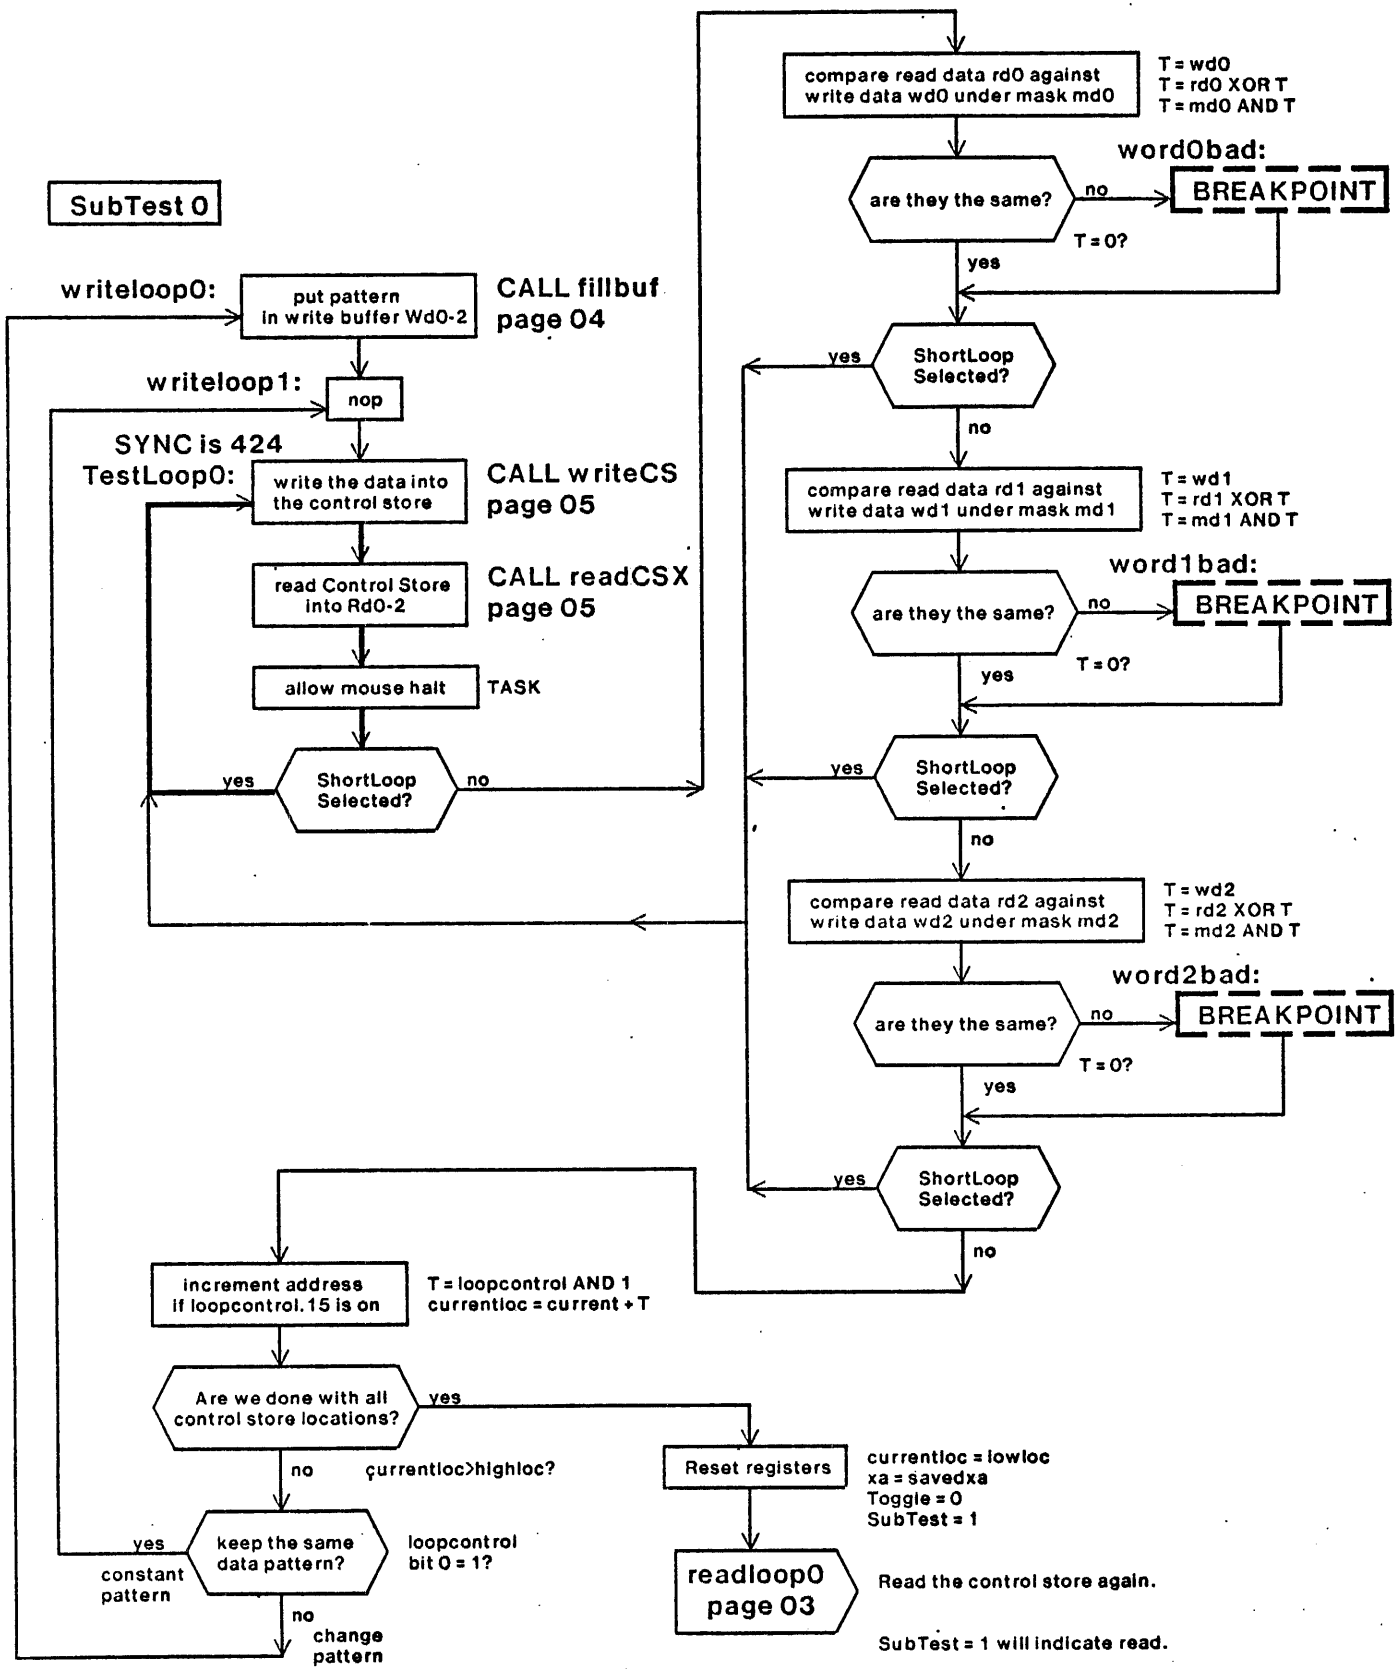 SubTest 0
writeloop0:
put pattern
in write buffer Wd0-2
CALL fillbuf
page 04
writeloop1:
nop
SYNC is 424
TestLoop0:
write the data into
the control store
CALL writeCS
page 05
read Control Store
into Rd0-2
CALL readCSX
page 05
allow mouse halt
TASK
ShortLoop
Selected?
yes
no
compare read data rd0 against
write data wd0 under mask md0
T = wd0
T = rd0 XOR T
T = md0 AND T
are they the same?
no
word0bad:
BREAKPOINT
T = 0?
yes
ShortLoop
Selected?
yes
no
compare read data rd1 against
write data wd1 under mask md1
T = wd1
T = rd1 XOR T
T = md1 AND T
are they the same?
no
word1bad:
BREAKPOINT
T = 0?
yes
ShortLoop
Selected?
yes
no
compare read data rd2 against
write data wd2 under mask md2
T = wd2
T = rd2 XOR T
T = md2 AND T
are they the same?
no
word2bad:
BREAKPOINT
T = 0?
yes
ShortLoop
Selected?
yes
no
increment address
if loopcontrol.15 is on
T = loopcontrol AND 1
currentloc = current + T
Are we done with all
control store locations?
yes
no
currentloc>highloc?
Reset registers
currentloc = lowloc
xa = savedxa
Toggle = 0
SubTest = 1
keep the same
data pattern?
loopcontrol
bit 0 = 1?
yes
constant
pattern
no
change
pattern
readloop0
page 03
Read the control store again.
SubTest = 1 will indicate read.